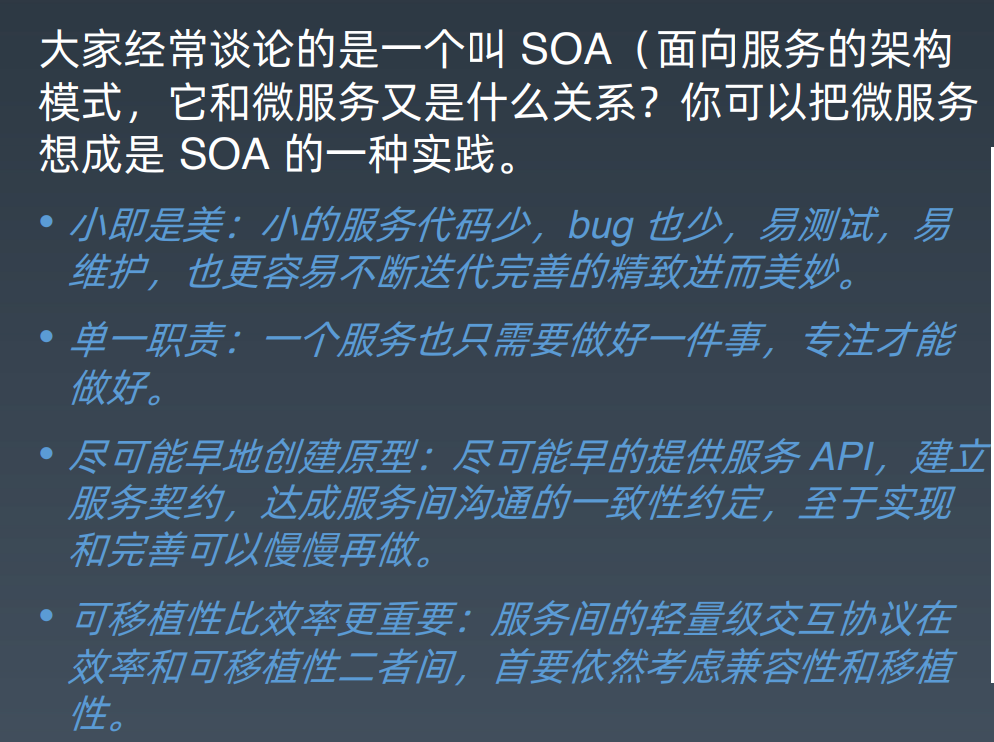 大家经常谈论的是一个叫 SOA（面向服务的架构
模式，它和微服务又是什么关系？你可以把微服务
想成是 SOA 的一种实践。
• 小即是美：小的服务代码少，bug 也少，易测试，易
维护，也更容易不断迭代完善的精致进而美妙。
• 单一职责：一个服务也只需要做好一件事，专注才能
做好。
• 尽可能早地创建原型：尽可能早的提供服务 API，建立
服务契约，达成服务间沟通的一致性约定，至于实现
和完善可以慢慢再做。
• 可移植性比效率更重要：服务间的轻量级交互协议在
效率和可移植性二者间，首要依然考虑兼容性和移植
性。